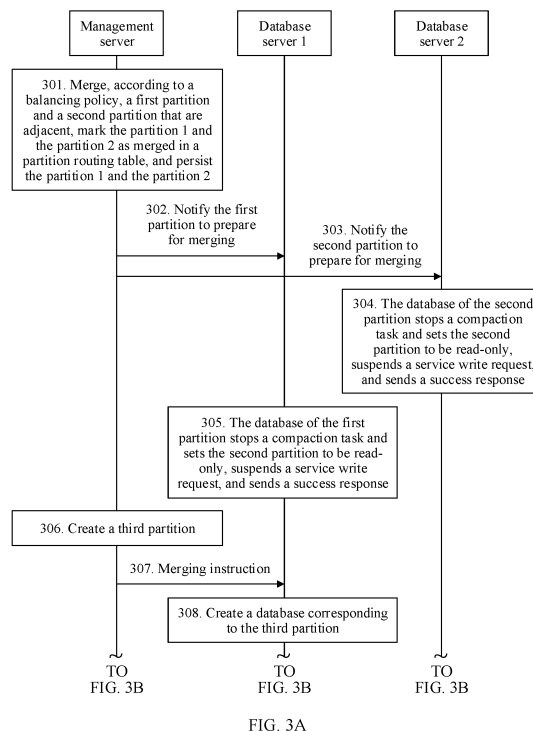 Management
server
Database
server 1
Database
server 2
301. Merge, according to a
balancing policy, a first partition
and a second partition that are
adjacent, mark the partition 1 and
the partition 2 as merged in a
partition routing table, and persist
the partition 1 and the partition 2
302. Notify the first
partition to prepare
for merging
303. Notify the
second partition to
prepare for merging
304. The database of the second
partition stops a compaction
task and sets the second
partition to be read-only,
suspends a service write request,
and sends a success response
305. The database of the first
partition stops a compaction task and
sets the second partition to be read-
only, suspends a service write
request, and sends a success response
306. Create a third partition
307. Merging instruction
308. Create a database corresponding
to the third partition
TO
FIG. 3B
TO
FIG. 3B
TO
FIG. 3B
FIG. 3A